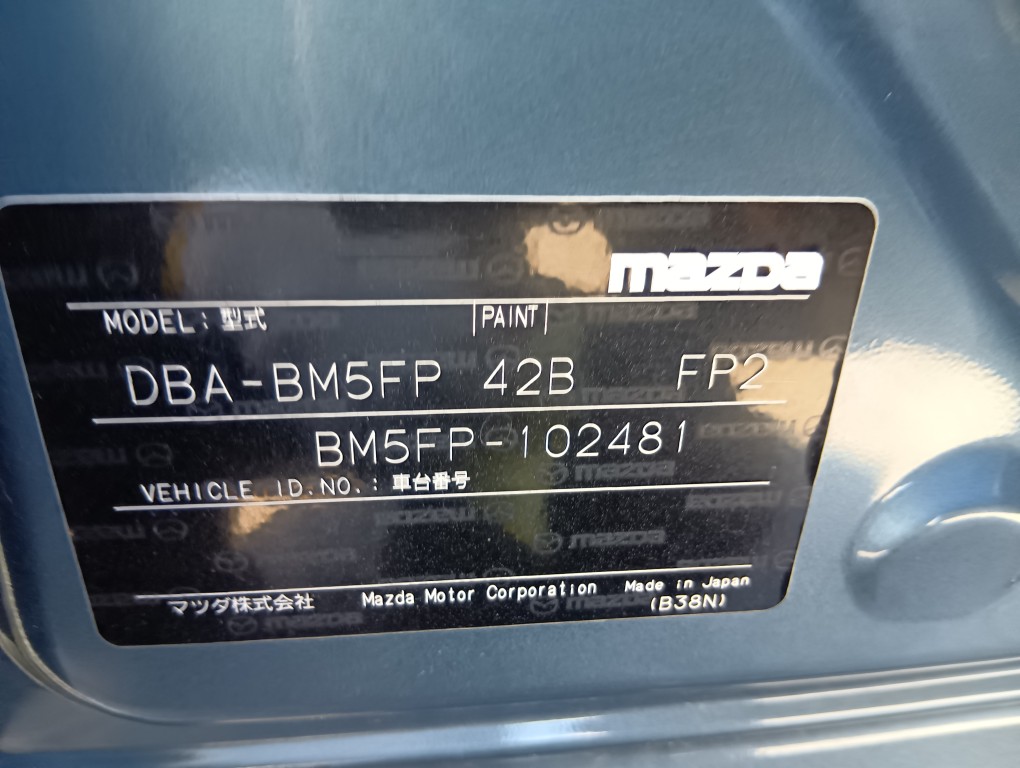 mazda
MODEL: 型式 PAINT
DBA-BM5FP 42B FP2
BM5FP-102481
VEHICLE ID.NO.: 車台番号
マツダ株式会社 Mazda Motor Corporation Made in Japan
(B38N)